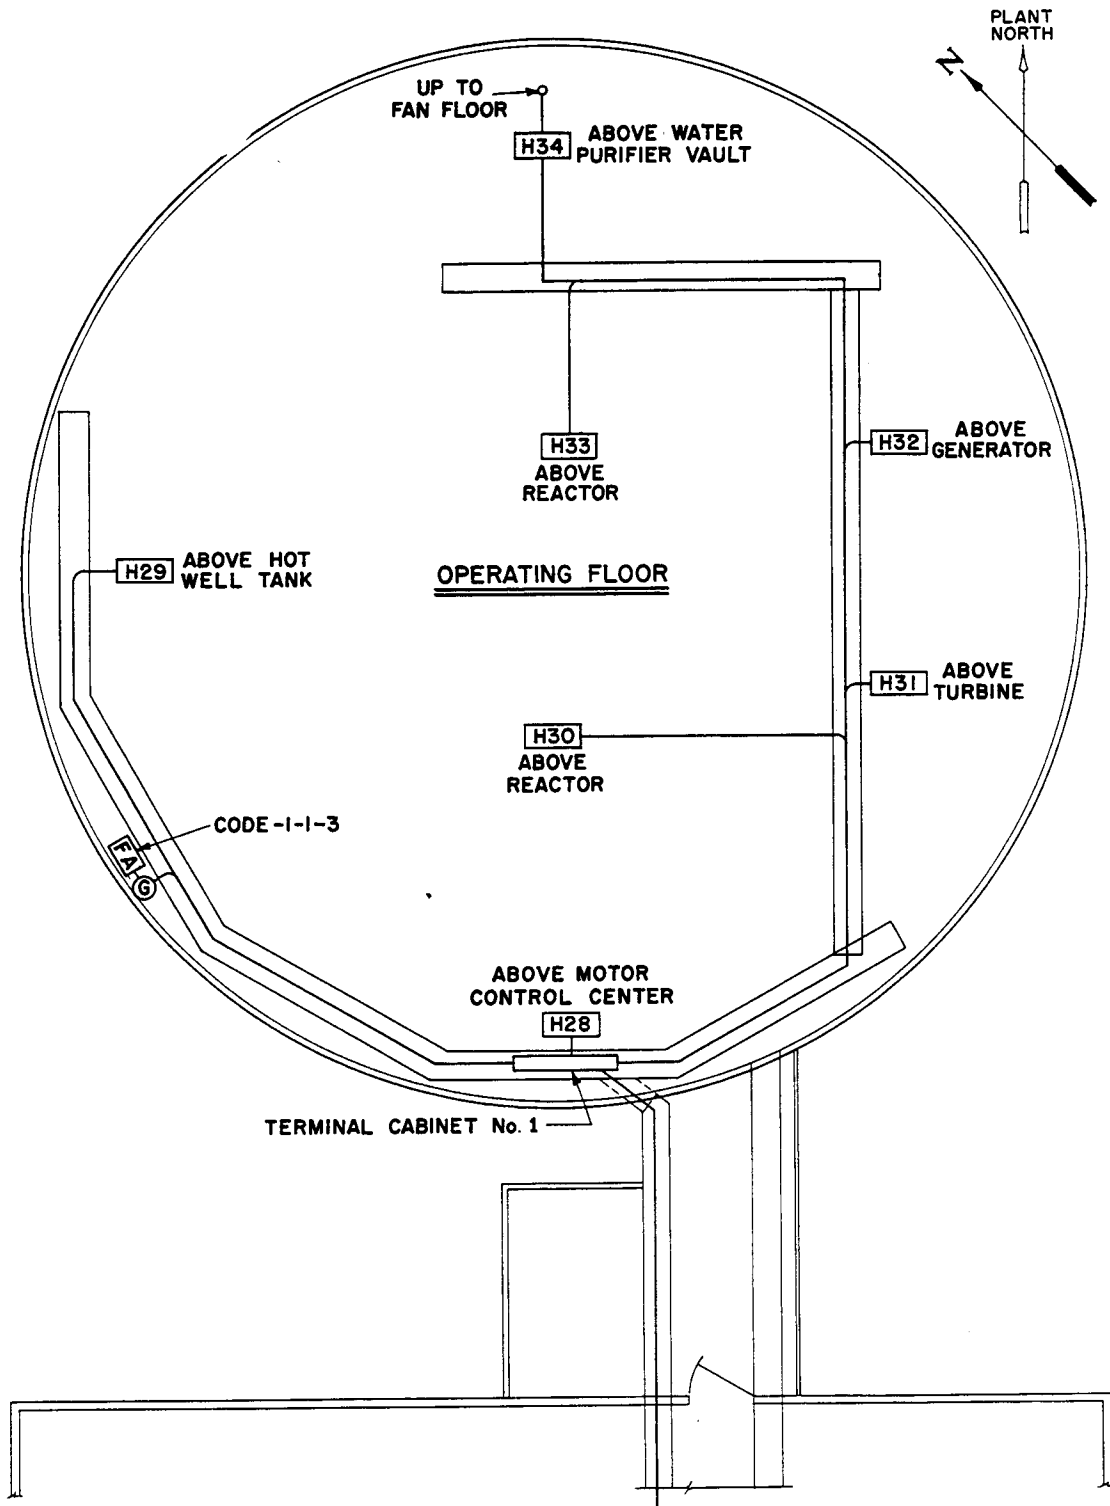 PLANT
NORTH
N
UP TO
FAN FLOOR
H34
ABOVE WATER
PURIFIER VAULT
H33
ABOVE
REACTOR
H32
ABOVE
GENERATOR
H29
ABOVE HOT
WELL TANK
OPERATING FLOOR
H31
ABOVE
TURBINE
H30
ABOVE
REACTOR
CODE-1-1-3
FA
G
ABOVE MOTOR
CONTROL CENTER
H28
TERMINAL CABINET No. 1